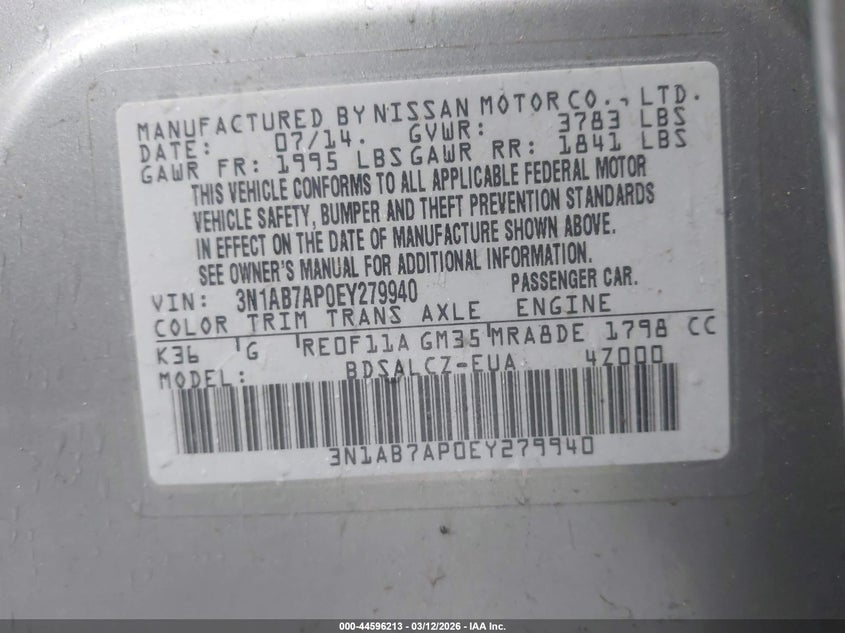 MANUFACTURED BY NISSAN MOTOR CO., LTD.
DATE: 07/14. GVWR: 3783 LBS
GAWR FR: 1995 LBS GAWR RR: 1841 LBS
THIS VEHICLE CONFORMS TO ALL APPLICABLE FEDERAL MOTOR
VEHICLE SAFETY, BUMPER AND THEFT PREVENTION STANDARDS
IN EFFECT ON THE DATE OF MANUFACTURE SHOWN ABOVE.
SEE OWNER'S MANUAL FOR ADDITIONAL INFORMATION.
VIN: 3N1AB7AP0EY279940 PASSENGER CAR.
COLOR TRIM TRANS AXLE ENGINE
K36 G RE0F11A GM35 MRA8DE 1798 CC
MODEL: BDSALCZ-EUA 4Z000
3N1AB7AP0EY279940
000-44596213 - 03/12/2026 - IAA Inc.